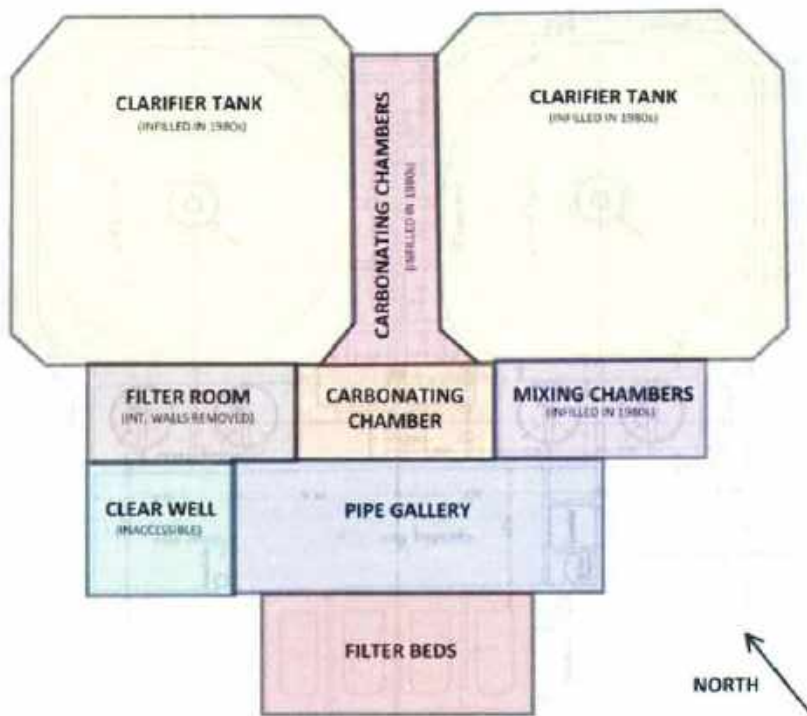 CLARIFIER TANK
(INFILLED IN 1980s)
CARBONATING CHAMBERS
(INFILLED IN 1980s)
CLARIFIER TANK
(INFILLED IN 1980s)
FILTER ROOM
(INT. WALLS REMOVED)
CARBONATING
CHAMBER
MIXING CHAMBERS
(INFILLED IN 1980s)
CLEAR WELL
(INACCESSIBLE)
PIPE GALLERY
FILTER BEDS
NORTH